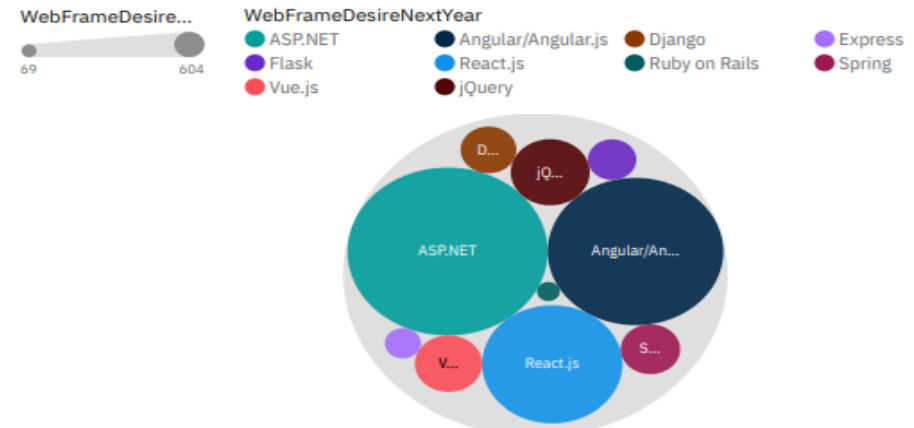 WebFrameDesire...
69 604
WebFrameDesireNextYear
ASP.NET Angular/Angular.js Django Express
Flask React.js Ruby on Rails Spring
Vue.js jQuery
D...
jQ...
ASP.NET
Angular/An...
V...
React.js
S...